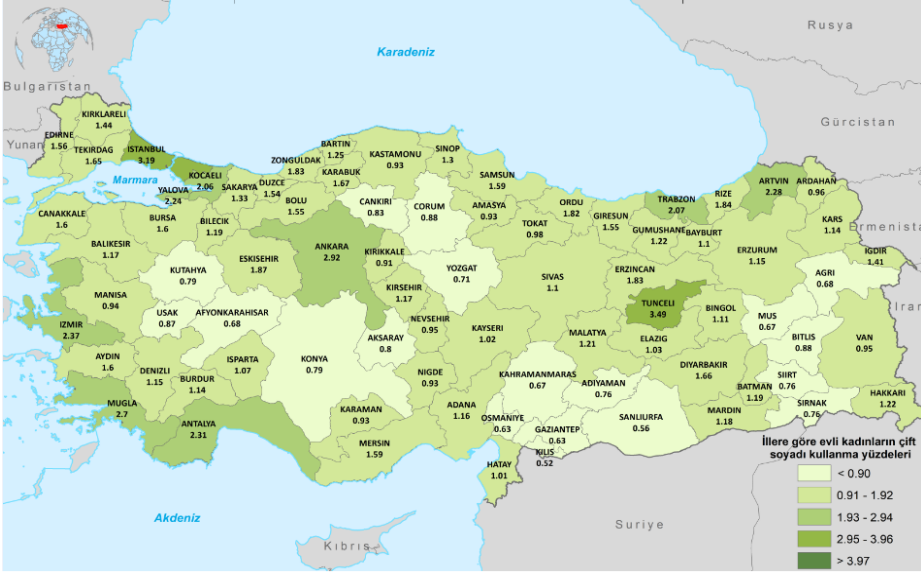 Rusya
Karadeniz
Bulgaristan
Gürcistan
KIRKLARELI
1.44
EDIRNE
1.56
Yunan
TEKIRDAG
1.65
ISTANBUL
3.19
KOCAELI
2.06
Marmara
YALOVA
2.24
SAKARYA
1.33
DUZCE
1.54
ZONGULDAK
1.83
BARTIN
1.25
KARABUK
1.67
KASTAMONU
0.93
SINOP
1.3
SAMSUN
1.59
BOLU
1.55
CANKIRI
0.83
CORUM
0.88
AMASYA
0.93
TOKAT
0.98
ORDU
1.82
GIRESUN
1.55
TRABZON
2.07
GUMUSHANE
1.22
BAYBURT
1.1
RIZE
1.84
ARTVIN
2.28
ARDAHAN
0.96
KARS
1.14
Ermenista
IGDIR
1.41
CANAKKALE
1.6
BALIKESIR
1.17
BURSA
1.6
BILECIK
1.19
KUTAHYA
0.79
ESKISEHIR
1.87
ANKARA
2.92
KIRIKKALE
0.91
KIRSEHIR
1.17
YOZGAT
0.71
SIVAS
1.1
ERZINCAN
1.83
ERZURUM
1.15
AGRI
0.68
Iran
MANISA
0.94
USAK
0.87
AFYONKARAHISAR
0.68
IZMIR
2.37
AYDIN
1.6
DENIZLI
1.15
BURDUR
1.14
ISPARTA
1.07
KONYA
0.79
AKSARAY
0.8
NEVSEHIR
0.95
KAYSERI
1.02
NIGDE
0.93
MALATYA
1.21
TUNCELI
3.49
ELAZIG
1.03
BINGOL
1.11
MUS
0.67
BITLIS
0.88
VAN
0.95
MUGLA
2.7
ANTALYA
2.31
KARAMAN
0.93
MERSIN
1.59
ADANA
1.16
KAHRAMANMARAS
0.67
ADIYAMAN
0.76
DIYARBAKIR
1.66
BATMAN
1.19
SIIRT
0.76
SIRNAK
0.76
HAKKARI
1.22
OSMANIYE
0.63
GAZIANTEP
0.63
KILIS
0.52
SANLIURFA
0.56
MARDIN
1.18
HATAY
1.01
Akdeniz
Kıbrıs
Suriye
İllere göre evli kadınların çift
soyadı kullanma yüzdeleri
< 0.90
0.91 - 1.92
1.93 - 2.94
2.95 - 3.96
> 3.97